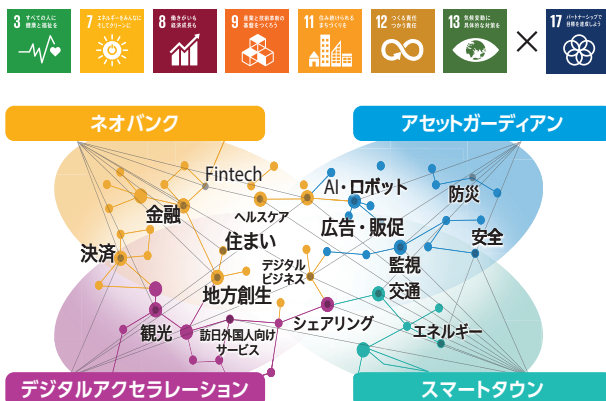 3 すべての人に
健康と福祉を
7 エネルギーをみんなに
そしてクリーンに
8 働きがいも
経済成長も
9 産業と技術革新の
基盤をつくろう
11 住み続けられる
まちづくりを
12 つくる責任
つかう責任
13 気候変動に
具体的な対策を
×
17 パートナーシップで
目標を達成しよう
ネオバンク
アセットガーディアン
Fintech
AI・ロボット
防災
金融
ヘルスケア
広告・販促
決済
住まい
安全
監視
デジタル
ビジネス
地方創生
交通
シェアリング
観光
訪日外国人向け
サービス
エネルギー
デジタルアクセラレーション
スマートタウン